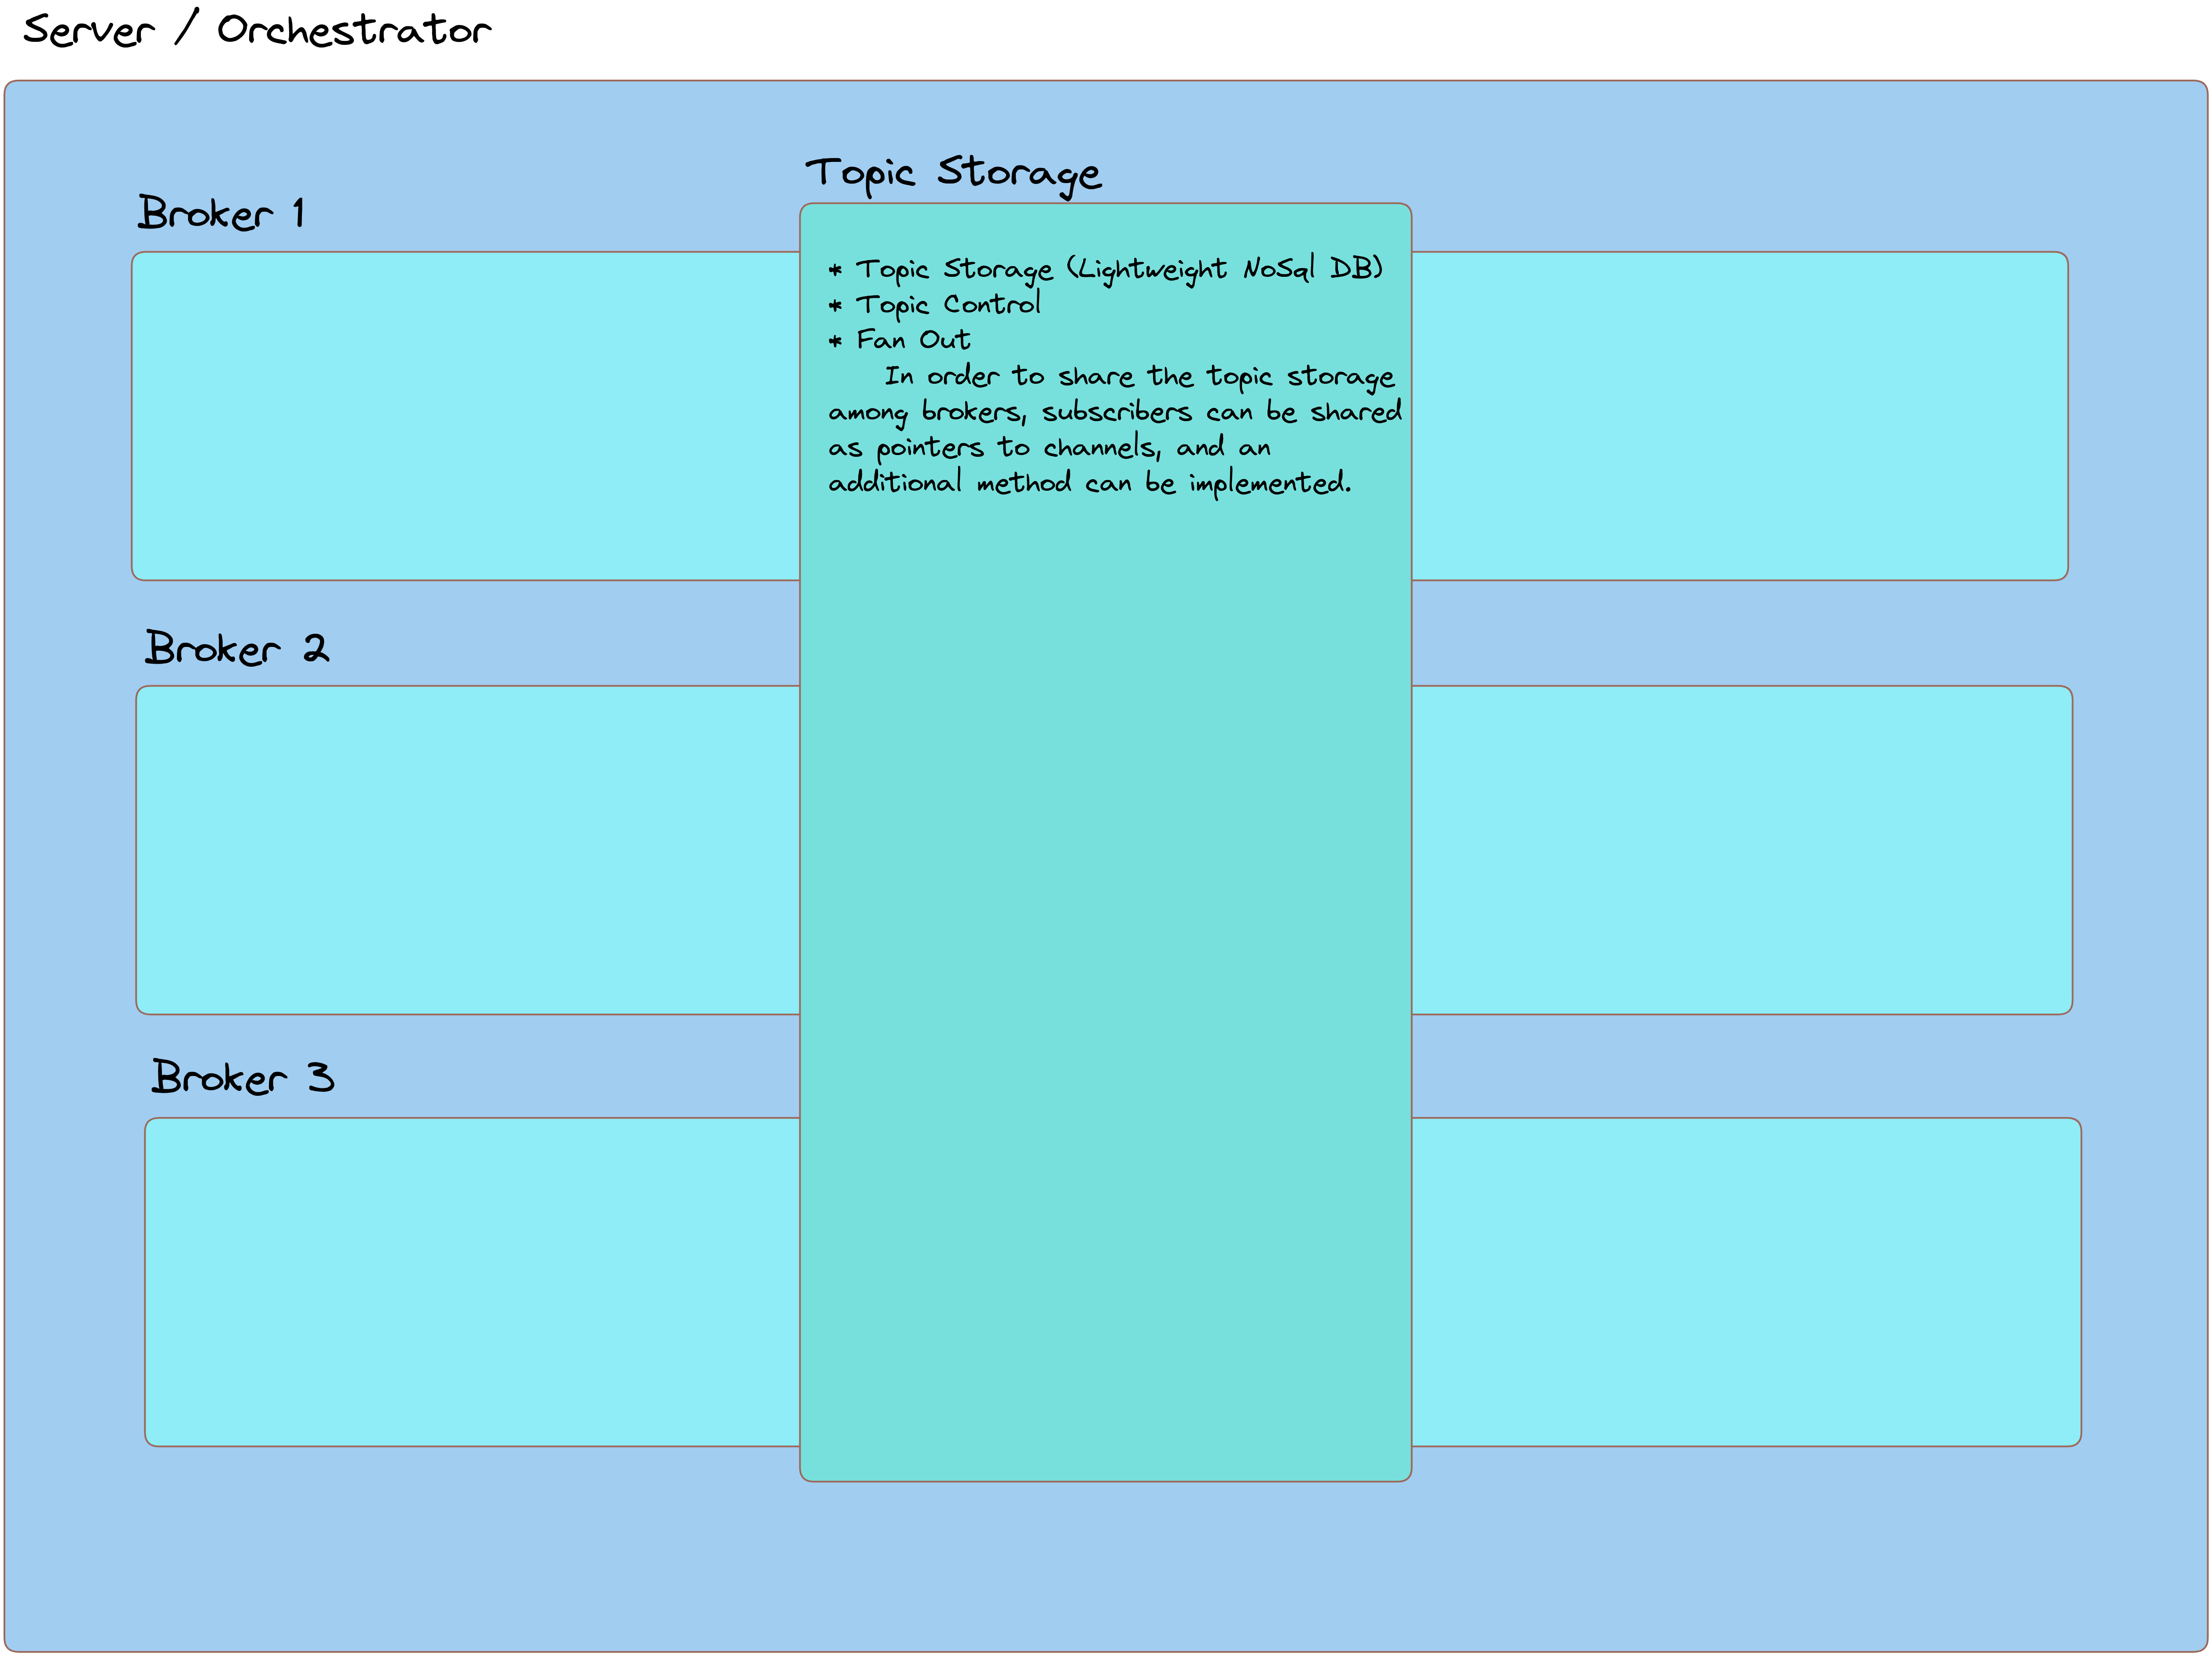 Server / Orchestrator
Topic Storage
Broker 1
* Topic Storage (Lightweight NoSql DB)
* Topic Control
* Fan Out
In order to share the topic storage
among brokers, subscribers can be shared
as pointers to channels, and an
additional method can be implemented.
Broker 2
Broker 3